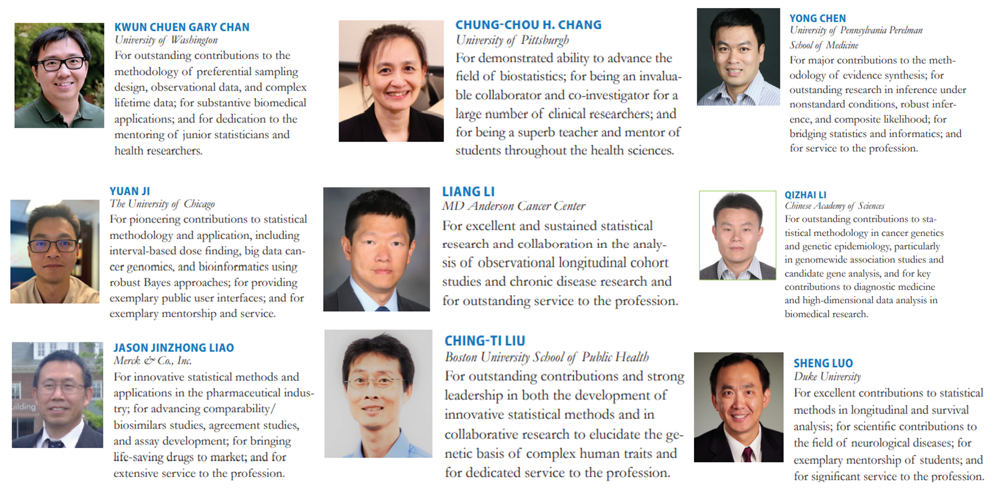 KWUN CHUEN GARY CHAN
University of Washington
For outstanding contributions to the
methodology of preferential sampling
design, observational data, and complex
lifetime data; for substantive biomedical
applications; and for dedication to the
mentoring of junior statisticians and
health researchers.
CHUNG-CHOU H. CHANG
University of Pittsburgh
For demonstrated ability to advance the
field of biostatistics; for being an invalua-
ble collaborator and co-investigator for a
large number of clinical researchers; and
for being a superb teacher and mentor of
students throughout the health sciences.
YONG CHEN
University of Pennsylvania Perelman
School of Medicine
For major contributions to the meth-
odology of evidence synthesis; for
outstanding research in inference under
nonstandard conditions, robust infer-
ence, and composite likelihood; for
bridging statistics and informatics; and
for service to the profession.
YUAN JI
The University of Chicago
For pioneering contributions to statistical
methodology and application, including
interval-based dose finding, big data can-
cer genomics, and bioinformatics using
robust Bayes approaches; for providing
exemplary public user interfaces; and for
exemplary mentorship and service.
LIANG LI
MD Anderson Cancer Center
For excellent and sustained statistical
research and collaboration in the analy-
sis of observational longitudinal cohort
studies and chronic disease research and
for outstanding service to the profession.
QIZHAI LI
Chinese Academy of Sciences
For outstanding contributions to sta-
tistical methodology in cancer genetics
and genetic epidemiology, particularly
in genomewide association studies and
candidate gene analysis, and for key
contributions to diagnostic medicine
and high-dimensional data analysis in
biomedical research.
uilding
JASON JINZHONG LIAO
Merck & Co., Inc.
For innovative statistical methods and
applications in the pharmaceutical indus-
try; for advancing comparability/
biosimilars studies, agreement studies,
and assay development; for bringing
life-saving drugs to market; and for
extensive service to the profession.
CHING-TI LIU
Boston University School of Public Health
For outstanding contributions and strong
leadership in both the development of
innovative statistical methods and in
collaborative research to elucidate the ge-
netic basis of complex human traits and
for dedicated service to the profession.
SHENG LUO
Duke University
For excellent contributions to statistical
methods in longitudinal and survival
analysis; for scientific contributions to
the field of neurological diseases; for
exemplary mentorship of students; and
for significant service to the profession.